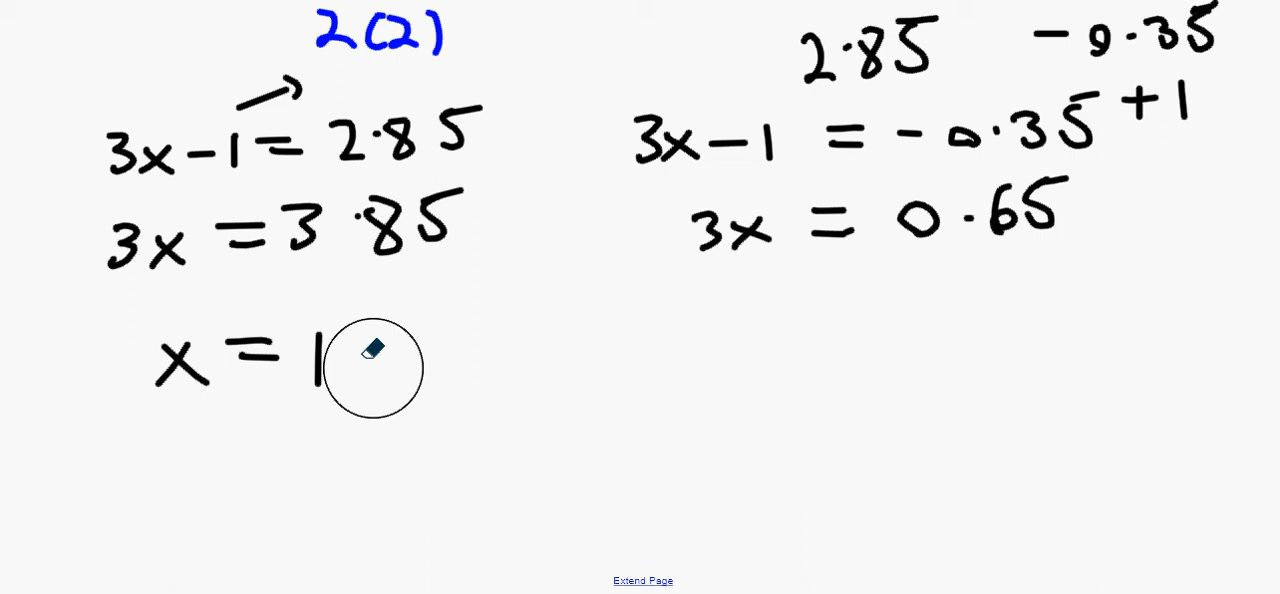 2(2)
2.85 - 0.35
3x - 1 = 2.85
3x - 1 = - 0.35 + 1
3x = 3.85
3x = 0.65
x = 1
Extend Page